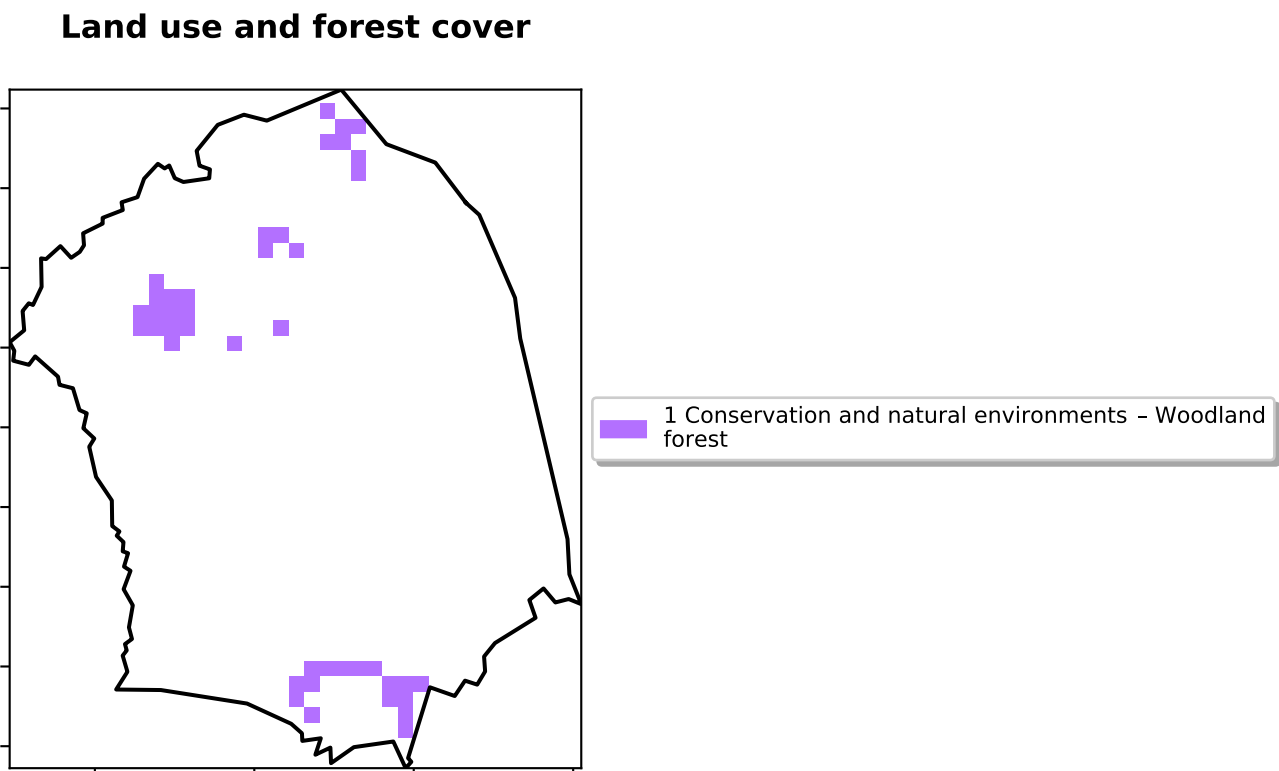 Land use and forest cover
1 Conservation and natural environments – Woodland
forest